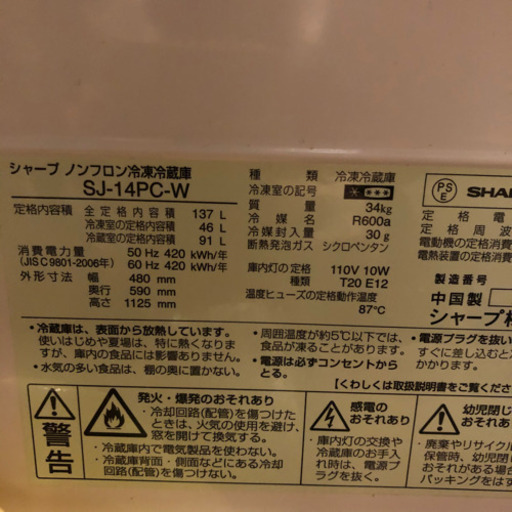 シャープ ノンフロン冷凍冷蔵庫
SJ-14PC-W
定格内容積 全定格内容積 137 L
冷凍室の定格内容積 46 L
冷蔵室の定格内容積 91 L
消費電力量 50 Hz 420 kWh/年
(JISC9801-2006年) 60 Hz 420 kWh/年
外形寸法 幅 480 mm
奥行 590 mm
高さ 1125 mm
種類 冷凍冷蔵庫
冷凍室の記号
質量 34kg
冷媒名 R600a
冷媒封入量 30 g
断熱発泡ガス シクロペンタン
庫内灯の定格 110V 10W
T20 E12
温度ヒューズの定格動作温度
87℃
PSE SHAR
定格電
定格周波
電動機の定格消費
電熱装置の定格消費
製造番号
中国製
シャープ株
・冷蔵庫は、表面から放熱しています。
使いはじめや夏場は、特に熱くなりま
すが、庫内の食品には影響ありません。
・水気の多い食品は、棚の奥に置かない。
・周囲温度が約5℃以下では、
食品が凍ることがあります。
・電源は必ずコンセントから
とる。
・電源プラグを抜いた
すぐに差し込むと
かかり
【くわしくは取扱説明書をご覧くださ
警告
発火・爆発のおそれあり
・冷却回路(配管)を傷つけた
ときは、火気の使用を避け、
窓を開けて換気する。
・冷蔵庫内で電気製品を使わない。
・冷蔵庫背面・側面などにある冷却
回路(配管)を傷つけない。
感電の
おそれあり
・庫内灯の交換や
冷蔵庫のお手入
れ時は、電源プ
ラグを抜く。
幼児閉じ
おそれあり
・廃棄やリサイクル
保管時、幼児閉じ
おそれがある場合
パッキングをはず